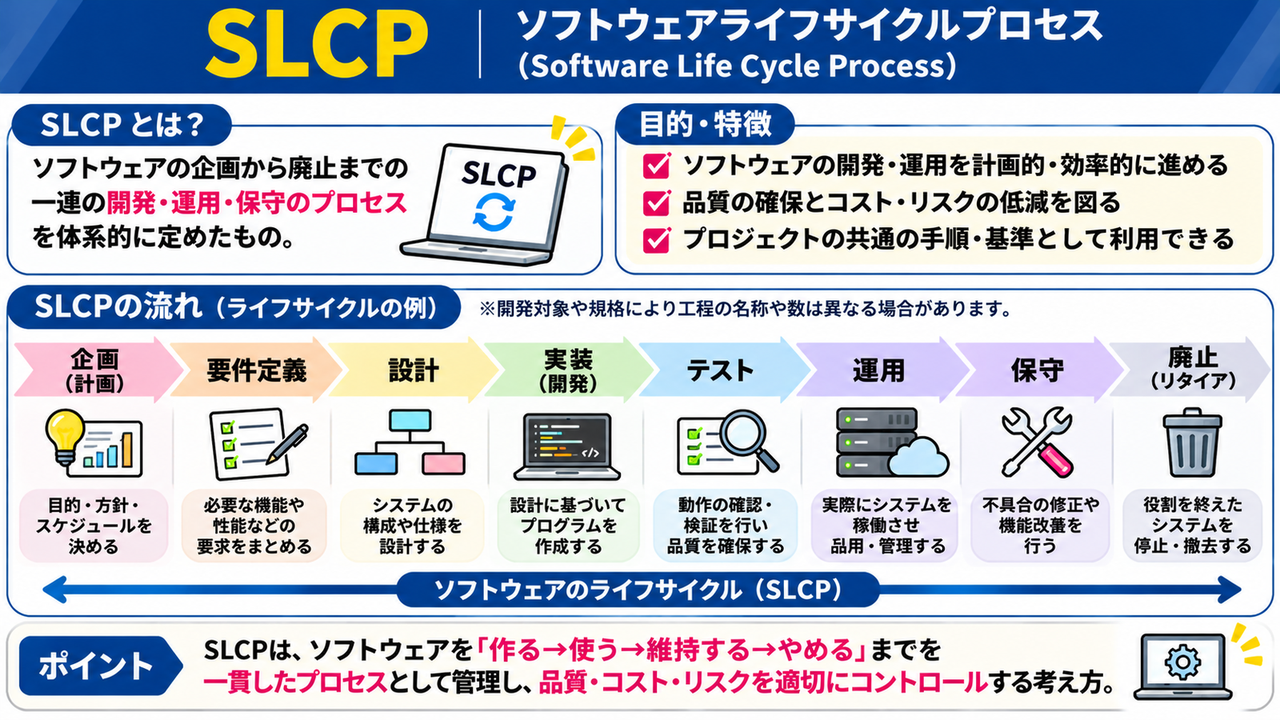 SLCP
ソフトウェアライフサイクルプロセス
（Software Life Cycle Process）
SLCP とは？
ソフトウェアの企画から廃止までの
一連の開発・運用・保守のプロセス
を体系的に定めたもの。
SLCP
目的・特徴
ソフトウェアの開発・運用を計画的・効率的に進める
品質の確保とコスト・リスクの低減を図る
プロジェクトの共通の手順・基準として利用できる
SLCPの流れ（ライフサイクルの例）
※開発対象や規格により工程の名称や数は異なる場合があります。
企画
（計画）
目的・方針・
スケジュールを
決める
要件定義
必要な機能や
性能などの
要求をまとめる
設計
システムの
構成や仕様を
設計する
実装
（開発）
</>
設計に基づいて
プログラムを
作成する
テスト
動作の確認・
検証を行い
品質を確保する
運用
実際にシステムを
稼働させ
品用・管理する
保守
不具合の修正や
機能改善を
行う
廃止
（リタイア）
役割を終えた
システムを
停止・撤去する
ソフトウェアのライフサイクル（SLCP）
ポイント
SLCPは、ソフトウェアを「作る→使う→維持する→やめる」までを
一貫したプロセスとして管理し、品質・コスト・リスクを適切にコントロールする考え方。